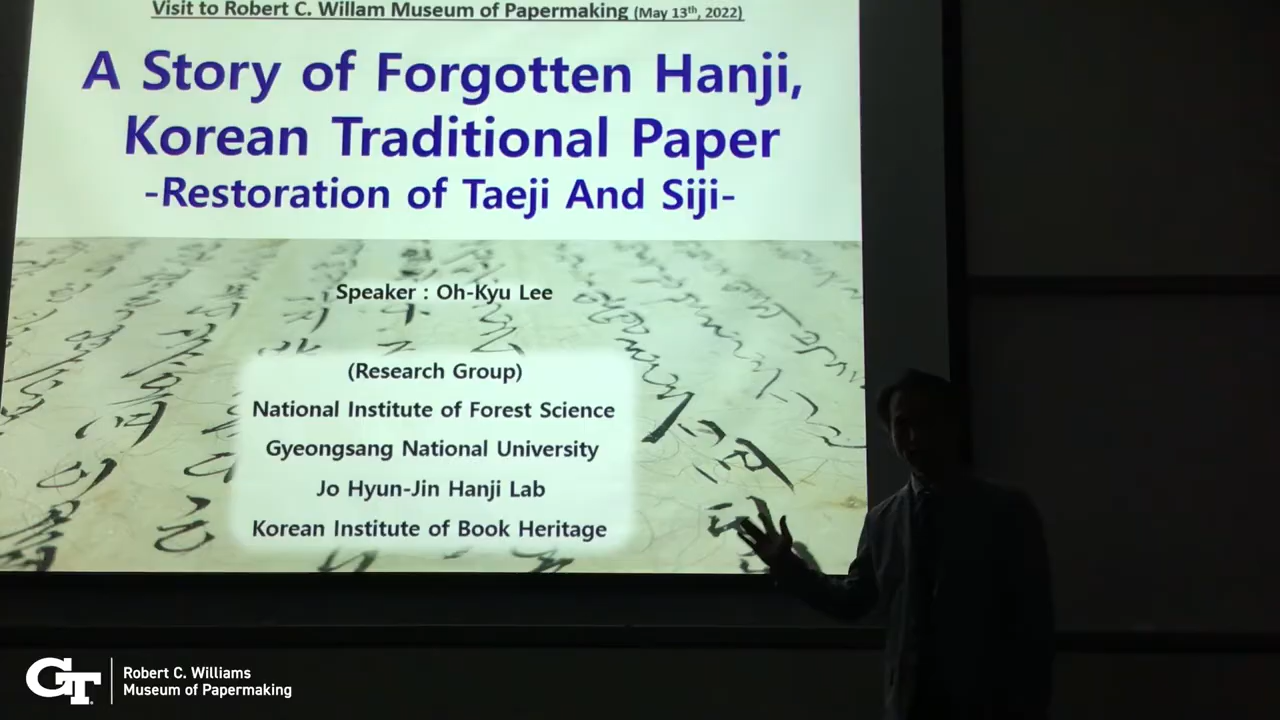 Visit to Robert C. Willam Museum of Papermaking (May 13th, 2022)
A Story of Forgotten Hanji,
Korean Traditional Paper
-Restoration of Taeji And Siji-
Speaker : Oh-Kyu Lee
(Research Group)
National Institute of Forest Science
Gyeongsang National University
Jo Hyun-Jin Hanji Lab
Korean Institute of Book Heritage
GT
Robert C. Williams
Museum of Papermaking